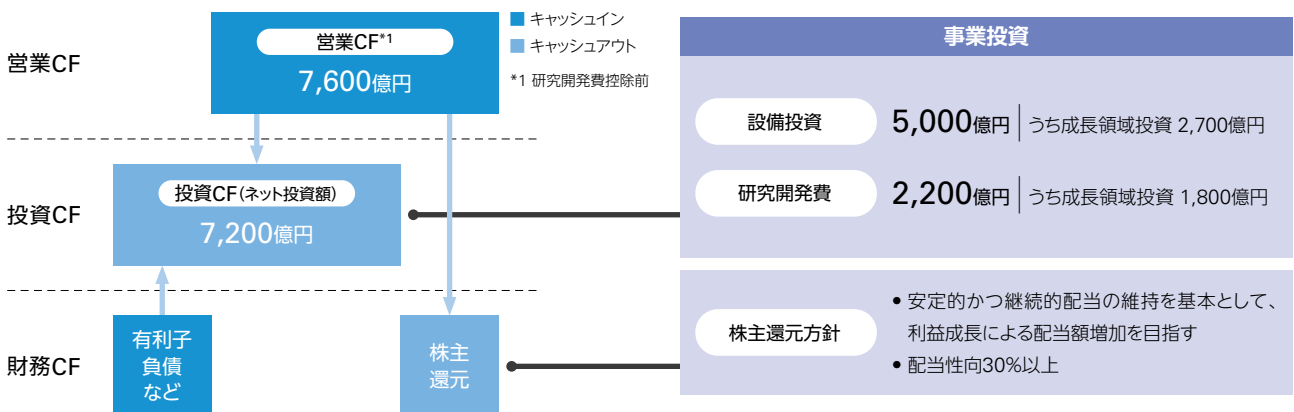 営業CF
営業CF*1
7,600億円
キャッシュイン
キャッシュアウト
*1 研究開発費控除前
投資CF
投資CF(ネット投資額)
7,200億円
財務CF
有利子
負債
など
株主
還元
事業投資
設備投資
5,000億円 うち成長領域投資 2,700億円
研究開発費
2,200億円 うち成長領域投資 1,800億円
株主還元方針
• 安定的かつ継続的配当の維持を基本として、
利益成長による配当額増加を目指す
• 配当性向30%以上